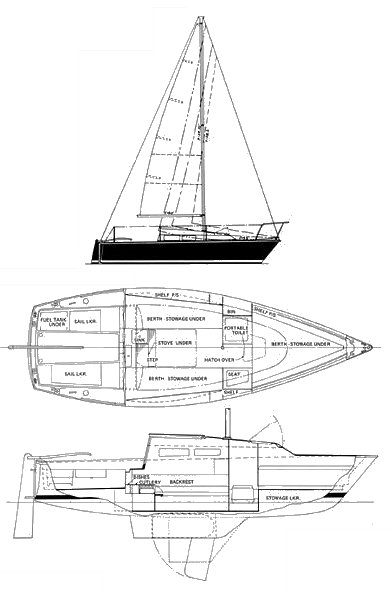 SHELF P/S
FUEL TANK
UNDER
SAIL LKR.
BERTH - STOWAGE UNDER
BIN
SHELF P/S
PORTABLE
TOILET
SINK
STOVE UNDER
BERTH - STOWAGE UNDER
STEP
HATCH OVER
SAIL LKR.
BERTH - STOWAGE UNDER
SEAT
SHELF
DISHES
CUTLERY
BACKREST
STOWAGE LKR.